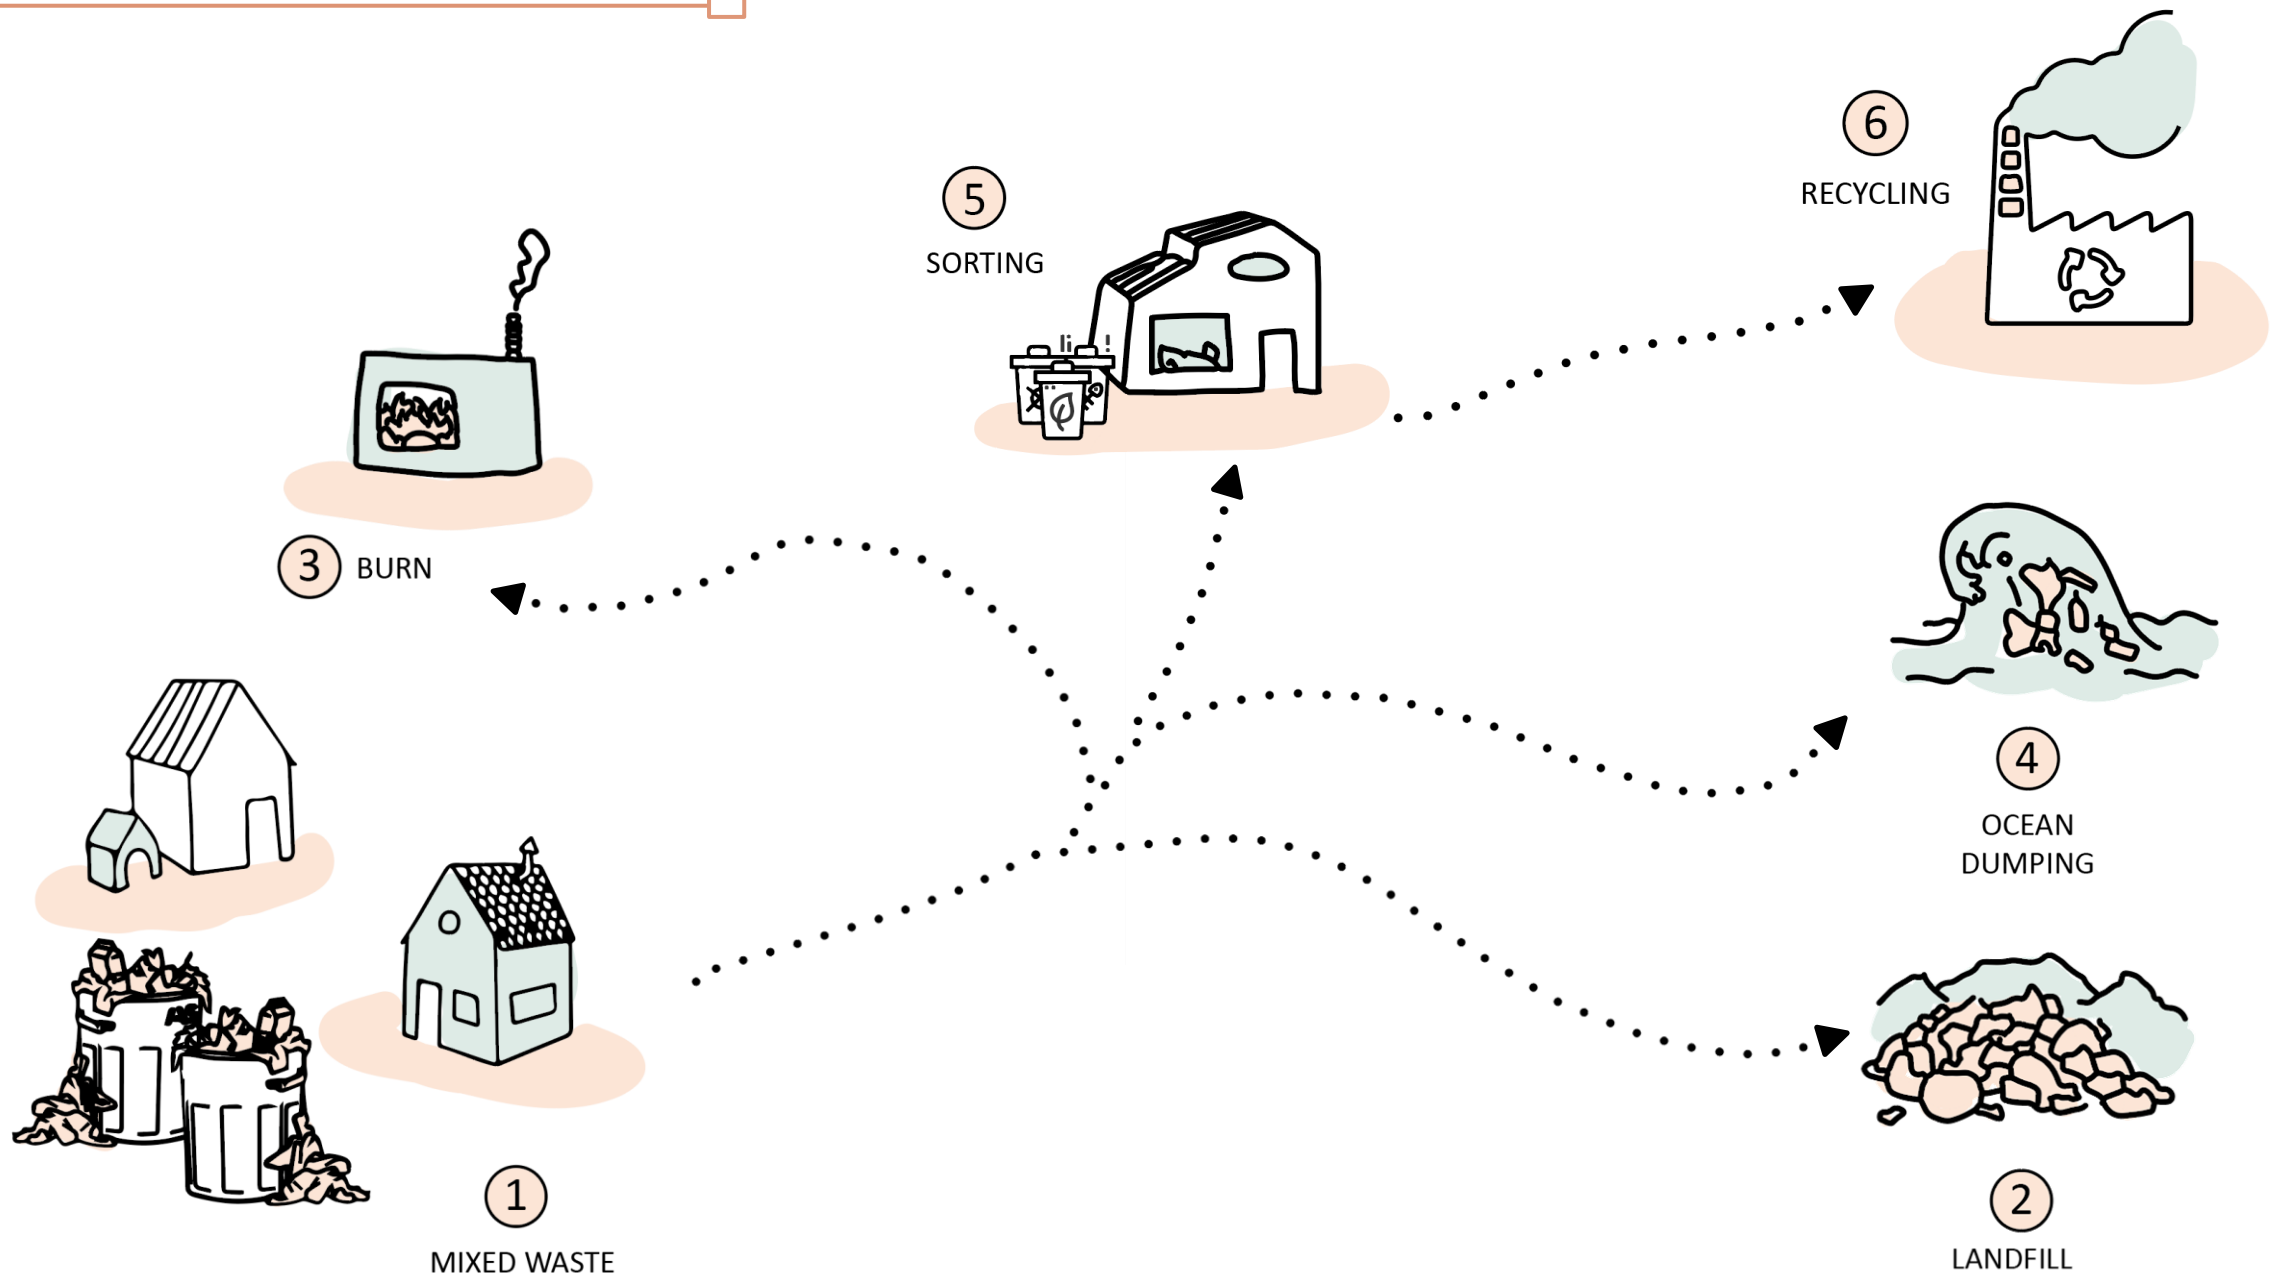 6
RECYCLING
5
SORTING
3 BURN
4
OCEAN
DUMPING
1
MIXED WASTE
2
LANDFILL